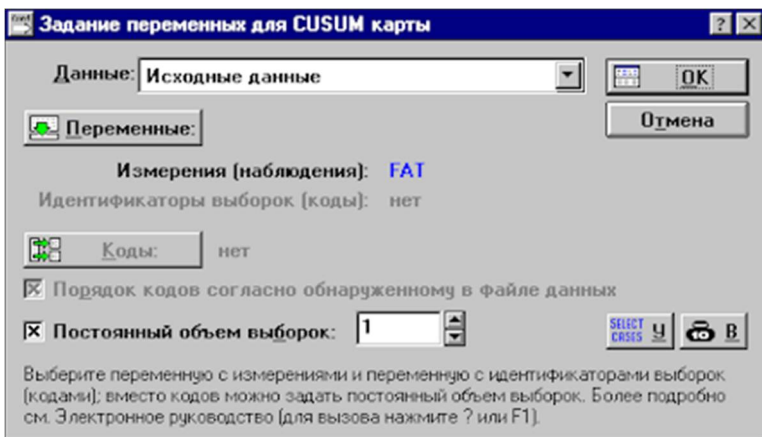 Задание переменных для CUSUM карты
Данные: Исходные данные
OK
Переменные:
Отмена
Измерения (наблюдения): FAT
Идентификаторы выборок (коды): нет
Коды: нет
Порядок кодов согласно обнаруженному в файле данных
Постоянный объем выборок: 1
SELECT CASES У
В
Выберите переменную с измерениями и переменную с идентификаторами выборок
(кодами); вместо кодов можно задать постоянный объем выборок. Более подробно
см. Электронное руководство (для вызова нажмите ? или F1).